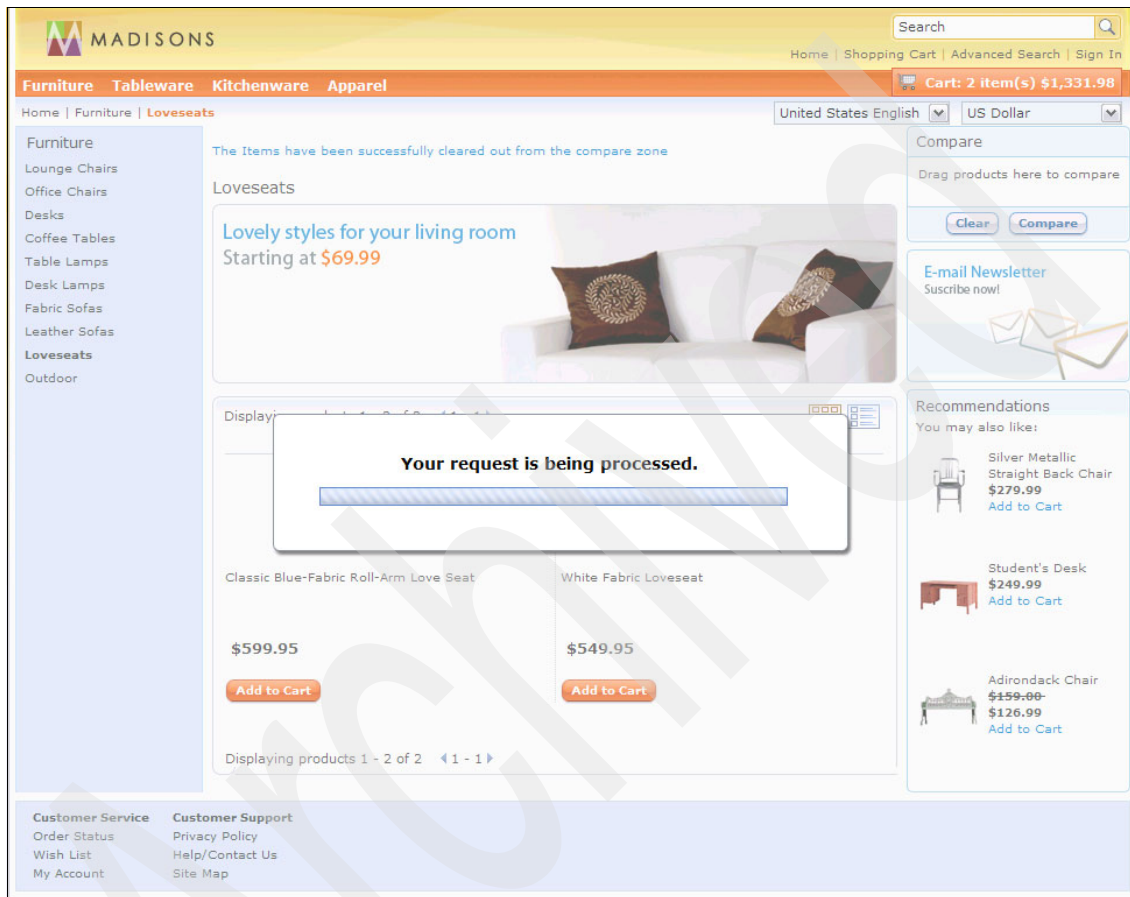 MADISONS
Search
Home | Shopping Cart | Advanced Search | Sign In
Furniture Tableware Kitchenware Apparel
Cart: 2 item(s) $1,331.98
Home | Furniture | Loveseats
United States English
US Dollar
Furniture
Lounge Chairs
Office Chairs
Desks
Coffee Tables
Table Lamps
Desk Lamps
Fabric Sofas
Leather Sofas
Loveseats
Outdoor
The Items have been successfully cleared out from the compare zone
Loveseats
Lovely styles for your living room
Starting at $69.99
Your request is being processed.
Classic Blue-Fabric Roll-Arm Love Seat
White Fabric Loveseat
$599.95
$549.95
Add to Cart
Add to Cart
Displaying products 1 - 2 of 2 1 - 1
Compare
Drag products here to compare
Clear
Compare
E-mail Newsletter
Suscribe now!
Recommendations
You may also like:
Silver Metallic
Straight Back Chair
$279.99
Add to Cart
Student's Desk
$249.99
Add to Cart
Adirondack Chair
$159.00
$126.99
Add to Cart
Customer Service
Order Status
Wish List
My Account
Customer Support
Privacy Policy
Help/Contact Us
Site Map
Archived